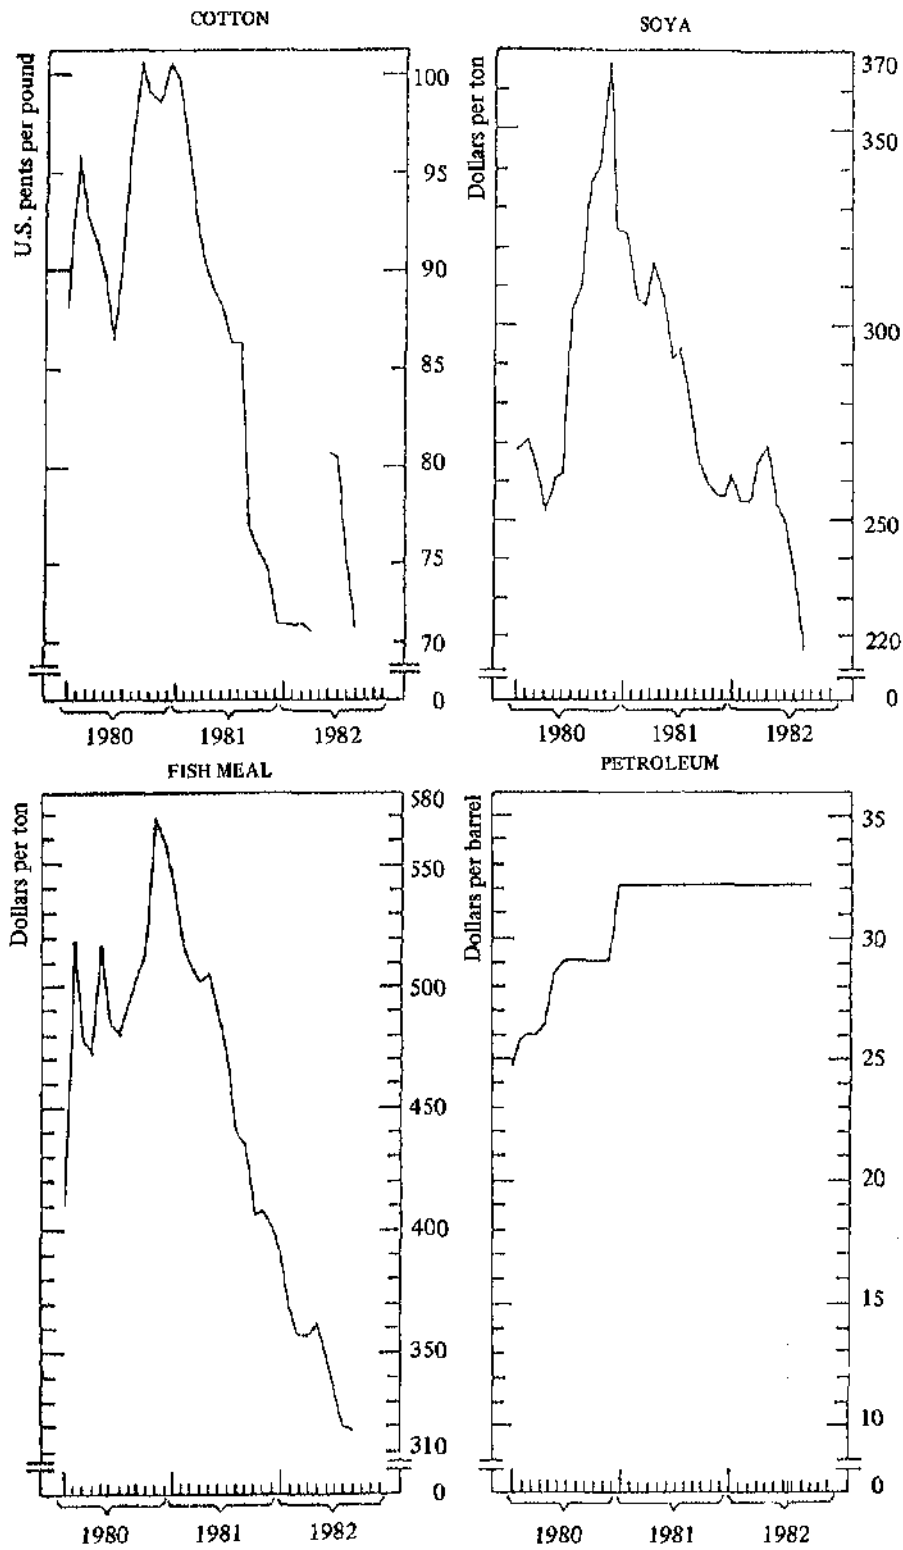 COTTON
U.S. pents per pound
100
95
90
85
80
75
70
0
1980 1981 1982
SOYA
Dollars per ton
370
350
300
250
220
0
1980 1981 1982
FISH MEAL
Dollars per ton
580
550
500
450
400
350
310
0
1980 1981 1982
PETROLEUM
Dollars per barrel
35
30
25
20
15
10
0
1980 1981 1982